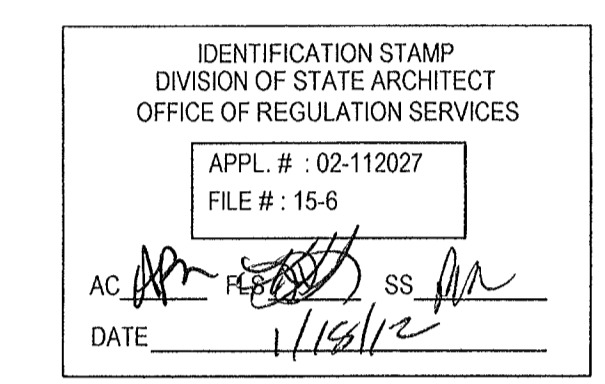 IDENTIFICATION STAMP
DIVISION OF STATE ARCHITECT
OFFICE OF REGULATION SERVICES
APPL. # : 02-112027
FILE # : 15-6
AC FLS SS
DATE 1/18/12